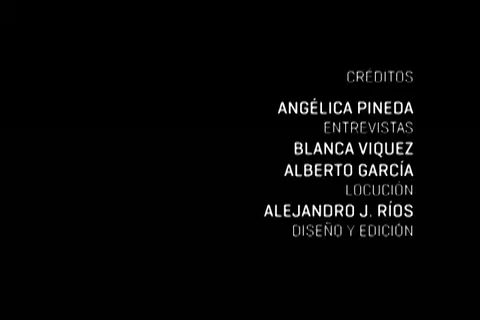 CRÉDITOS
ANGÉLICA PINEDA
ENTREVISTAS
BLANCA VIQUEZ
ALBERTO GARCÍA
LOCUCIÓN
ALEJANDRO J. RÍOS
DISEÑO Y EDICIÓN